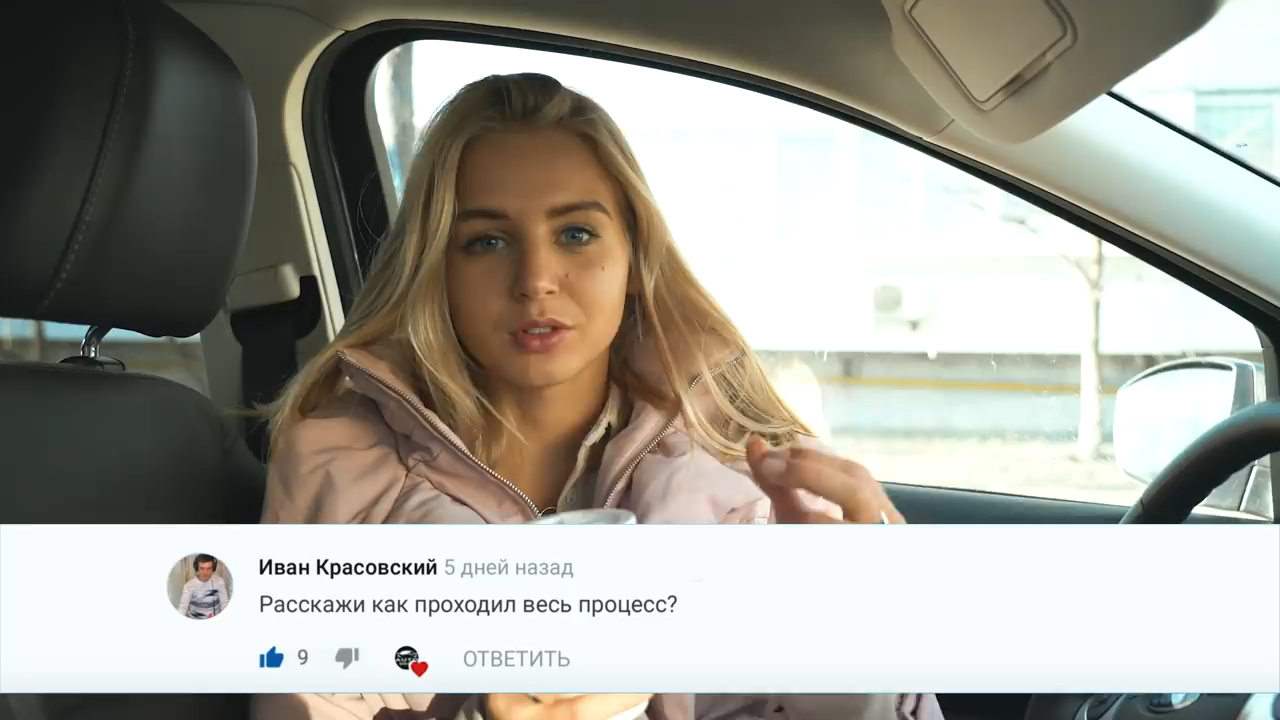 Иван Красовский 5 дней назад
Расскажи как проходил весь процесс?
9
ОТВЕТИТЬ